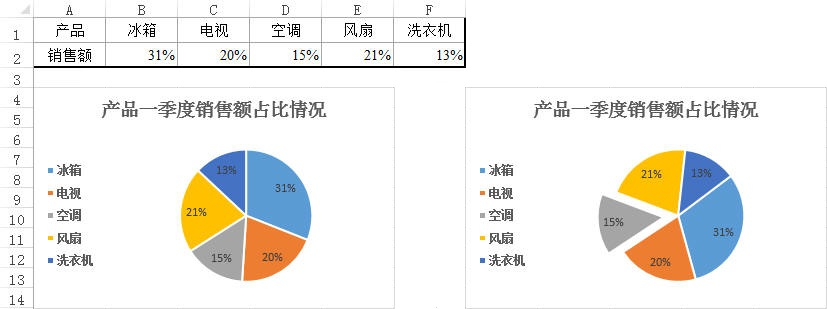 A B C D E F
1 产品 冰箱 电视 空调 风扇 洗衣机
2 销售额 31% 20% 15% 21% 13%
3
4
5
6
7
8
9
10
11
12
13
14
产品一季度销售额占比情况
冰箱
电视
空调
风扇
洗衣机
13%
31%
21%
15%
20%
产品一季度销售额占比情况
冰箱
电视
空调
风扇
洗衣机
21%
13%
15%
31%
20%